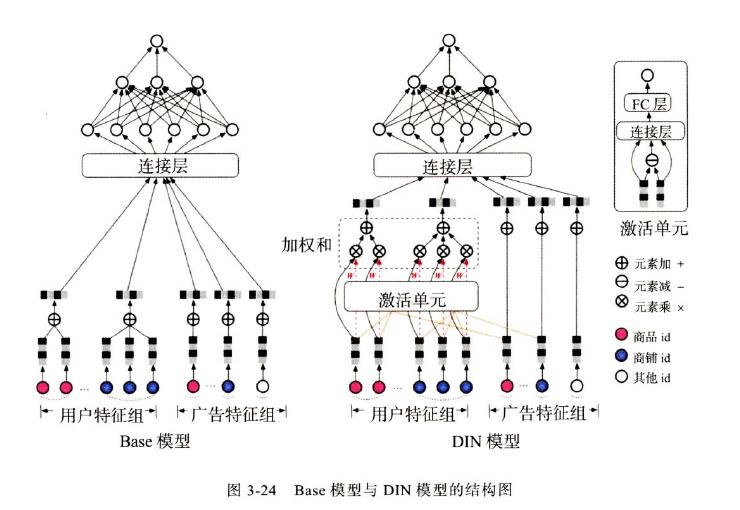 连接层
用户特征组
广告特征组
Base 模型
连接层
加权和
激活单元
用户特征组
广告特征组
DIN 模型
FC 层
连接层
激活单元
元素加 +
元素减 −
元素乘 ×
商品 id
商铺 id
其他 id
图 3-24 Base 模型与 DIN 模型的结构图